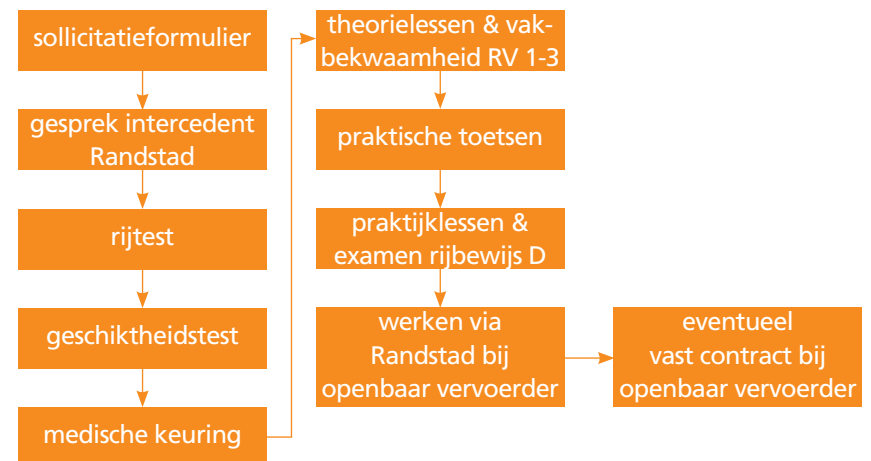 sollicitatieformulier
gesprek intercedent
Randstad
rijtest
geschiktheidstest
medische keuring
theorielessen & vak-
bekwaamheid RV 1-3
praktische toetsen
praktijklessen &
examen rijbewijs D
werken via
Randstad bij
openbaar vervoerder
eventueel
vast contract bij
openbaar vervoerder